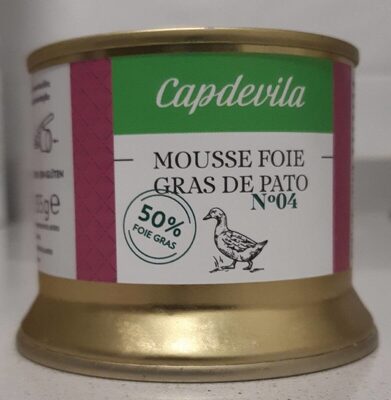 Capdevila
MOUSSE FOIE
GRAS DE PATO
Nº04
50%
FOIE GRAS